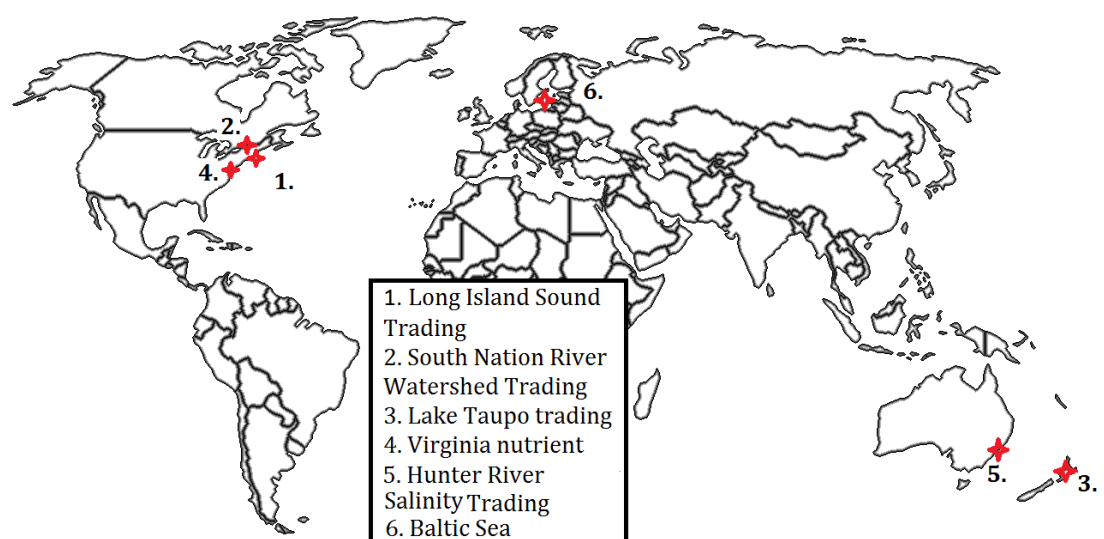 6.
2.
4.
1.
1. Long Island Sound
Trading
2. South Nation River
Watershed Trading
3. Lake Taupo trading
4. Virginia nutrient
5. Hunter River
Salinity Trading
6. Baltic Sea
5.
3.